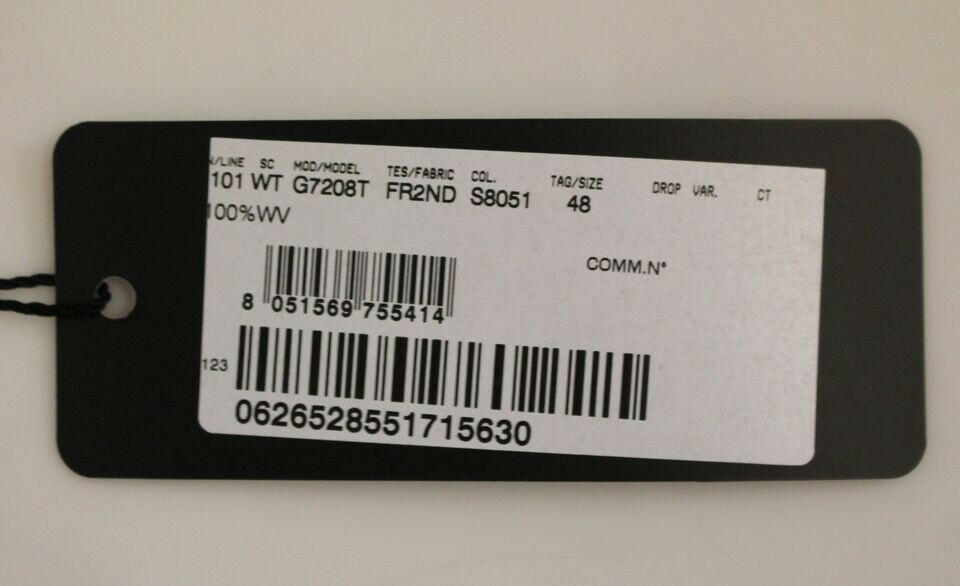 /LINE SC MOD/MODEL TES/FABRIC COL. TAG/SIZE DROP VAR. CT
101 WT G7208T FR2ND S8051 48
100%WV
COMM.N°
8 051569 755414
123
0626528551715630